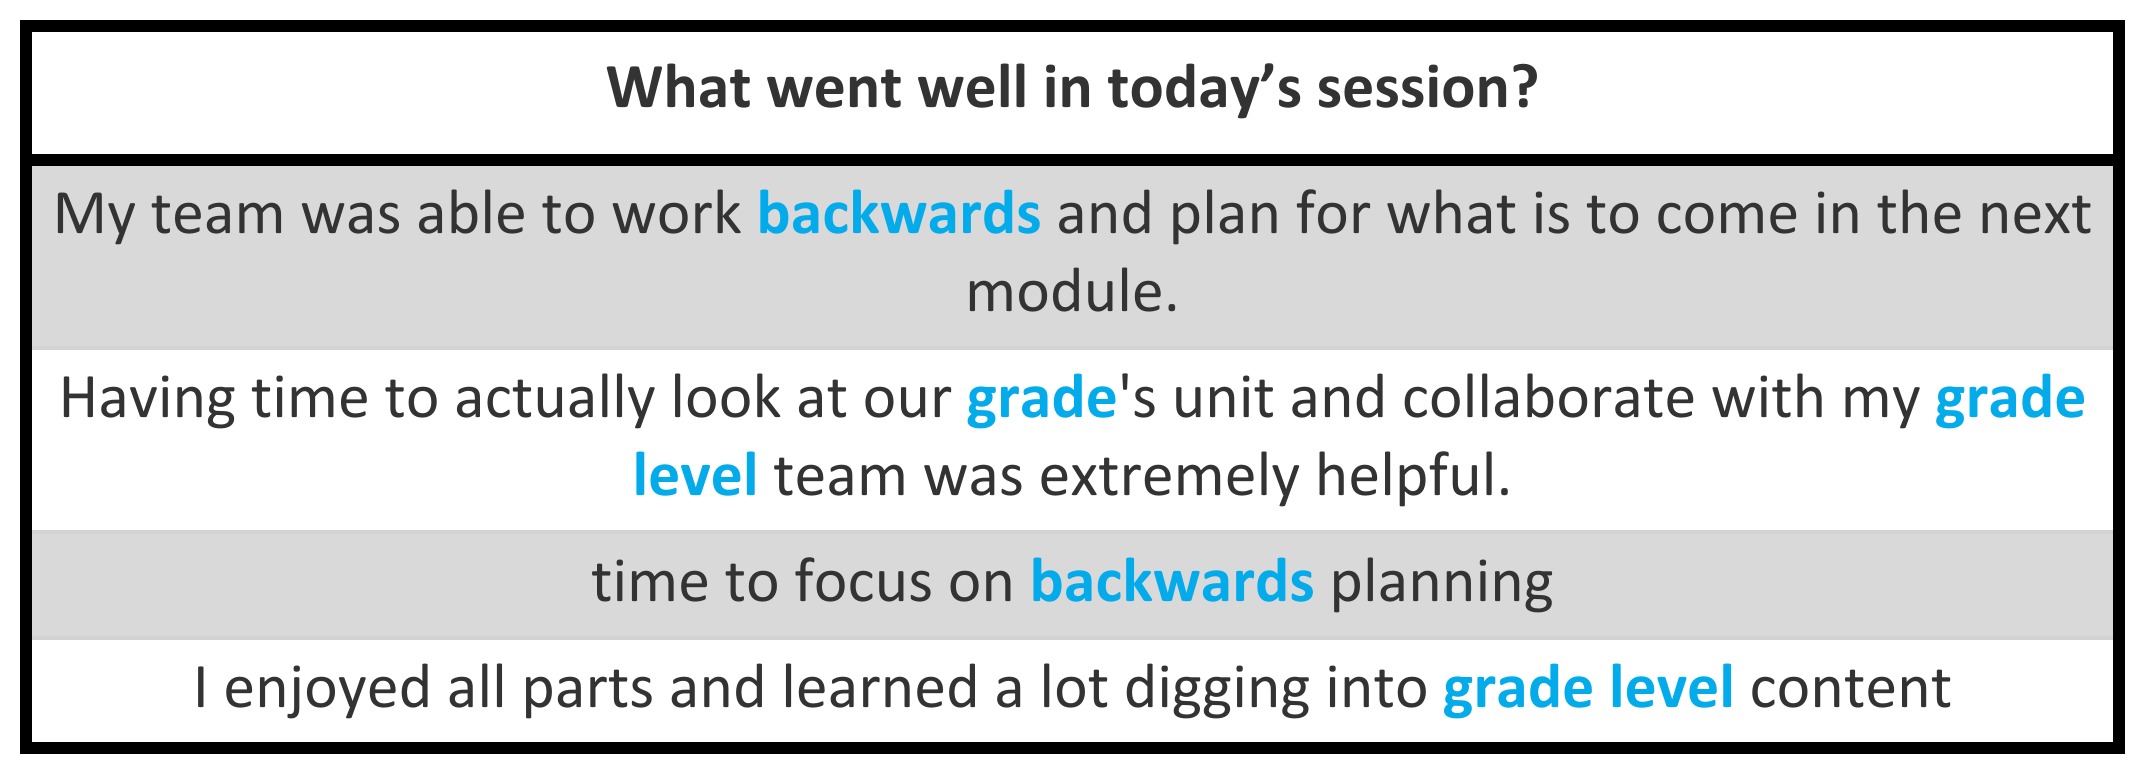 What went well in today’s session?
My team was able to work backwards and plan for what is to come in the next
module.
Having time to actually look at our grade's unit and collaborate with my grade
level team was extremely helpful.
time to focus on backwards planning
I enjoyed all parts and learned a lot digging into grade level content